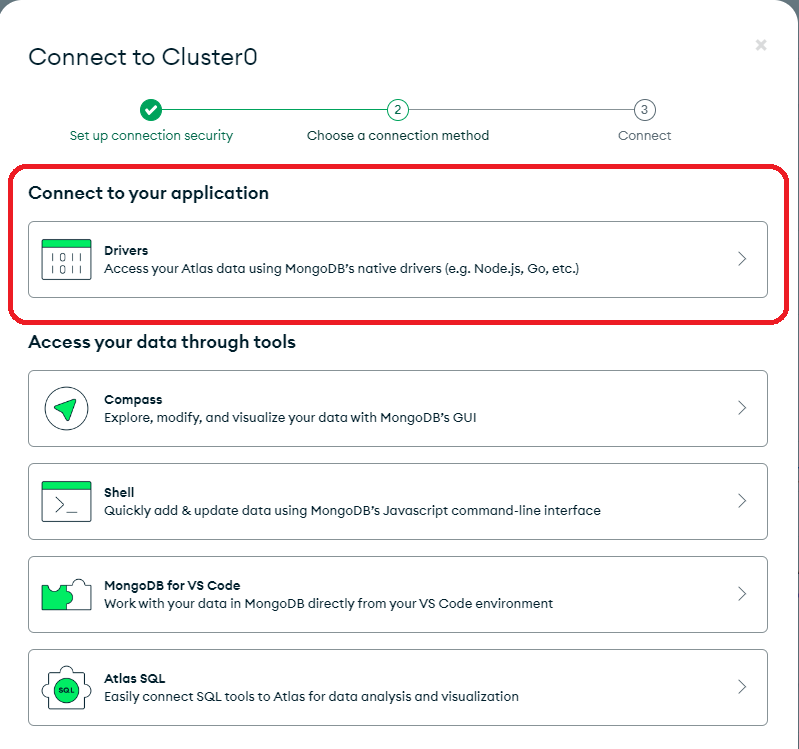 Connect to Cluster0
2
3
Set up connection security
Choose a connection method
Connect
Connect to your application
1011
1011
Drivers
Access your Atlas data using MongoDB's native drivers (e.g. Node.js, Go, etc.)
Access your data through tools
Compass
Explore, modify, and visualize your data with MongoDB's GUI
>_
Shell
Quickly add & update data using MongoDB's Javascript command-line interface
MongoDB for VS Code
Work with your data in MongoDB directly from your VS Code environment
SQL
Atlas SQL
Easily connect SQL tools to Atlas for data analysis and visualization